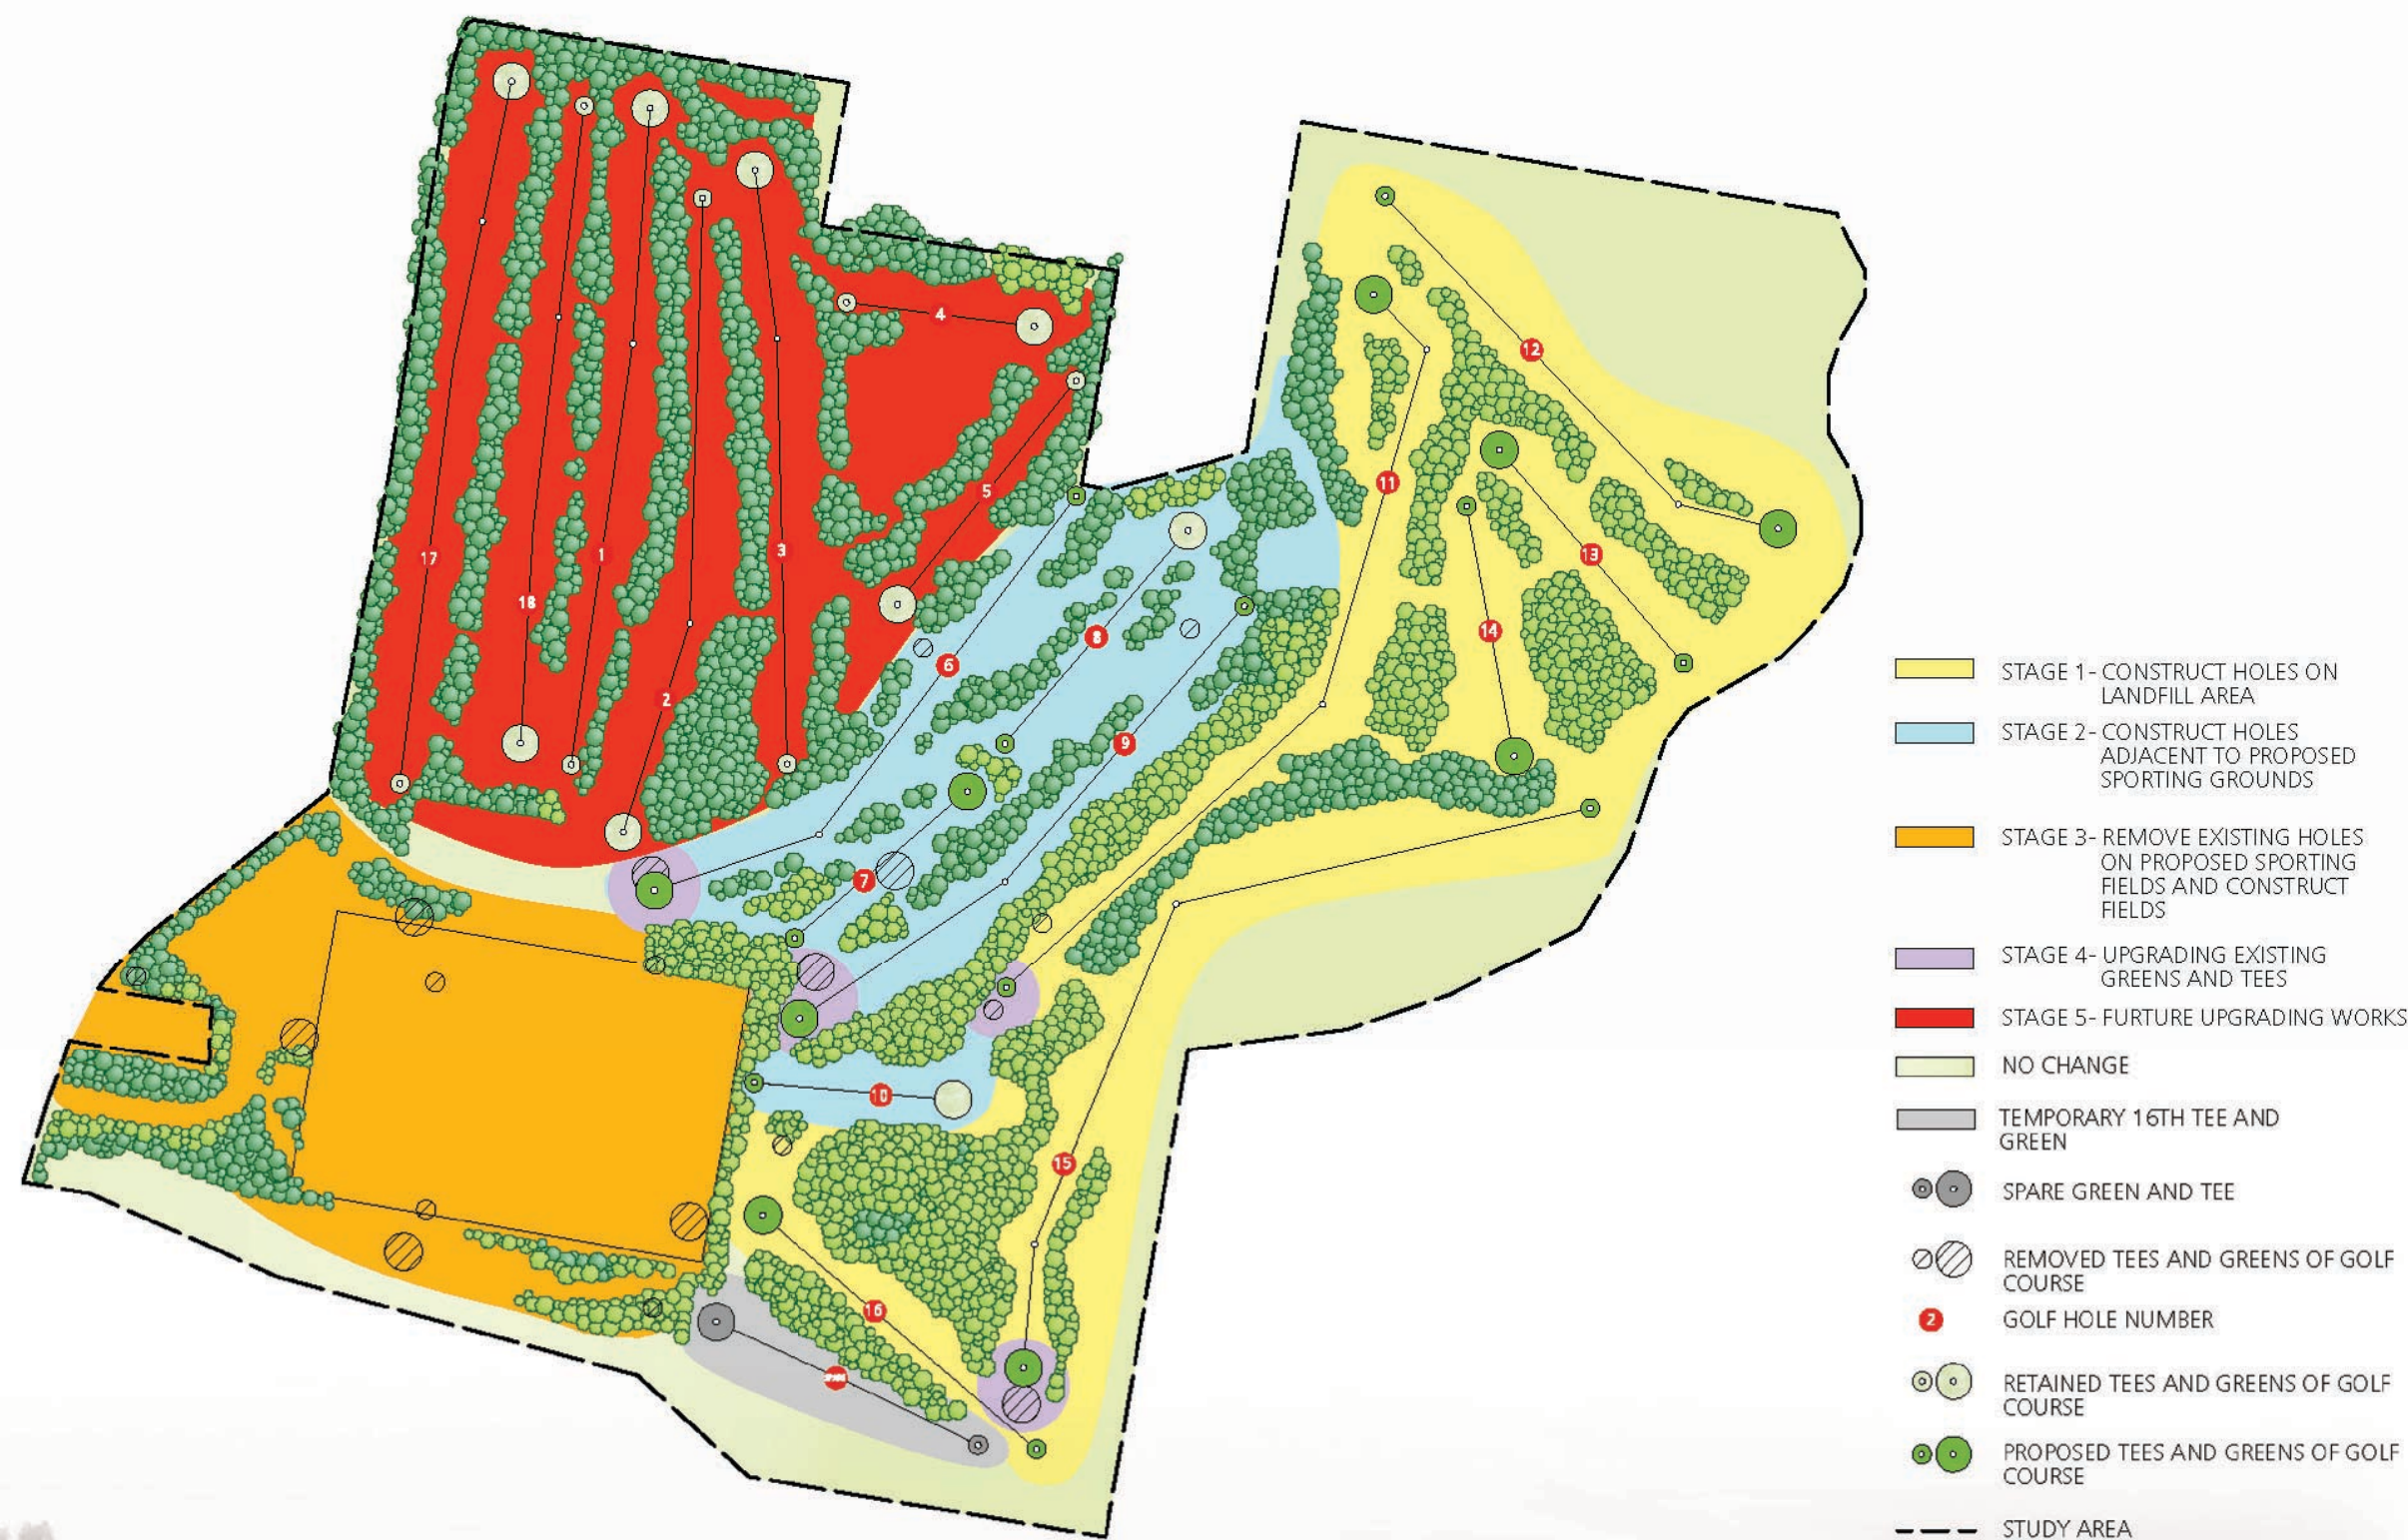 17
18
1
2
3
4
5
6
8
7
9
10
11
12
13
14
15
16
STAGE 1- CONSTRUCT HOLES ON
LANDFILL AREA
STAGE 2- CONSTRUCT HOLES
ADJACENT TO PROPOSED
SPORTING GROUNDS
STAGE 3- REMOVE EXISTING HOLES
ON PROPOSED SPORTING
FIELDS AND CONSTRUCT
FIELDS
STAGE 4- UPGRADING EXISTING
GREENS AND TEES
STAGE 5- FURTURE UPGRADING WORKS
NO CHANGE
TEMPORARY 16TH TEE AND
GREEN
SPARE GREEN AND TEE
REMOVED TEES AND GREENS OF GOLF
COURSE
2
GOLF HOLE NUMBER
RETAINED TEES AND GREENS OF GOLF
COURSE
PROPOSED TEES AND GREENS OF GOLF
COURSE
STUDY AREA